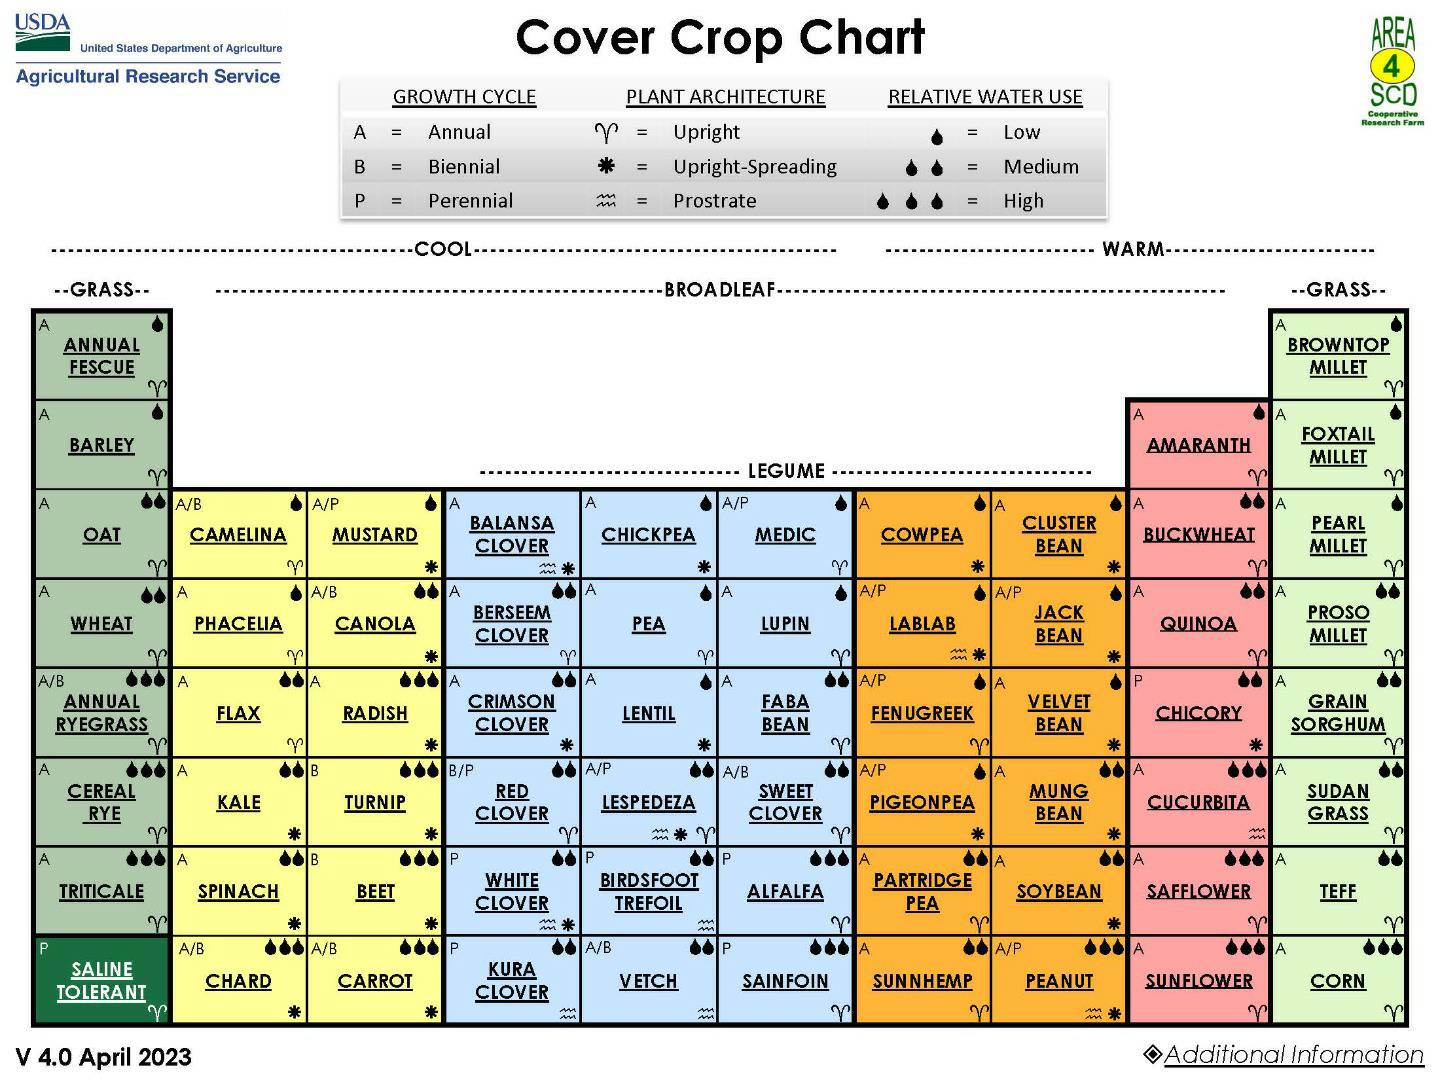 USDA
United States Department of Agriculture
Agricultural Research Service
Cover Crop Chart
AREA
4
SCD
Cooperative
Research Farm
GROWTH CYCLE PLANT ARCHITECTURE RELATIVE WATER USE
A = Annual = Upright = Low
B = Biennial = Upright-Spreading = Medium
P = Perennial = Prostrate = High
COOL WARM
--GRASS-- BROADLEAF --GRASS--
A A
ANNUAL BROWNTOP
FESCUE MILLET
A A A
BARLEY AMARANTH FOXTAIL
MILLET
LEGUME
A A/B A/P A A A/P A A A A
OAT CAMELINA MUSTARD BALANSA CHICKPEA MEDIC COWPEA CLUSTER BUCKWHEAT PEARL
CLOVER BEAN MILLET
A A A/B A A A A/P A/P A A
WHEAT PHACELIA CANOLA BERSEEM PEA LUPIN LABLAB JACK QUINOA PROSO
CLOVER BEAN MILLET
A/B A A A A A A/P A P A
ANNUAL FLAX RADISH CRIMSON LENTIL FABA FENUGREEK VELVET CHICORY GRAIN
RYEGRASS CLOVER BEAN BEAN SORGHUM
A A B B/P A/P A/B A/P A A A
CEREAL KALE TURNIP RED LESPEDEZA SWEET PIGEONPEA MUNG CUCURBITA SUDAN
RYE CLOVER CLOVER BEAN GRASS
A A B P P P A A A A
TRITICALE SPINACH BEET WHITE BIRDSFOOT ALFALFA PARTRIDGE SOYBEAN SAFFLOWER TEFF
CLOVER TREFOIL PEA
P A/B A/B P A/B P A A/P A A
SALINE CHARD CARROT KURA VETCH SAINFOIN SUNNHEMP PEANUT SUNFLOWER CORN
TOLERANT CLOVER
V 4.0 April 2023 Additional Information